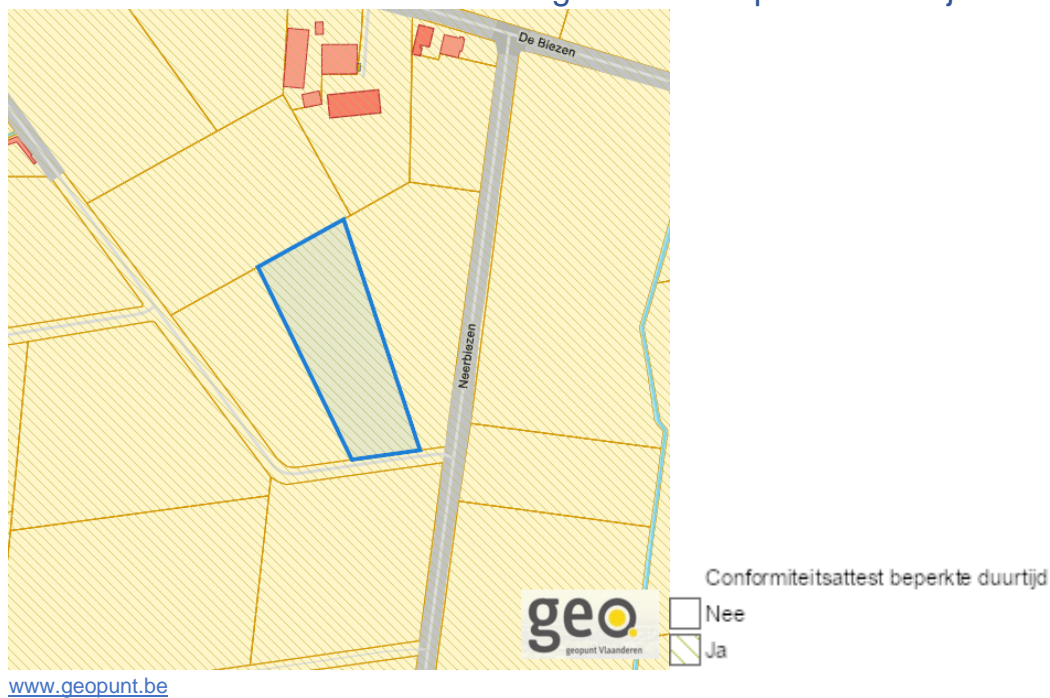 De Biezen
Neerbiezen
Conformiteitsattest beperkte duurtijd
Nee
Ja
geo.
geopunt Vlaanderen
www.geopunt.be